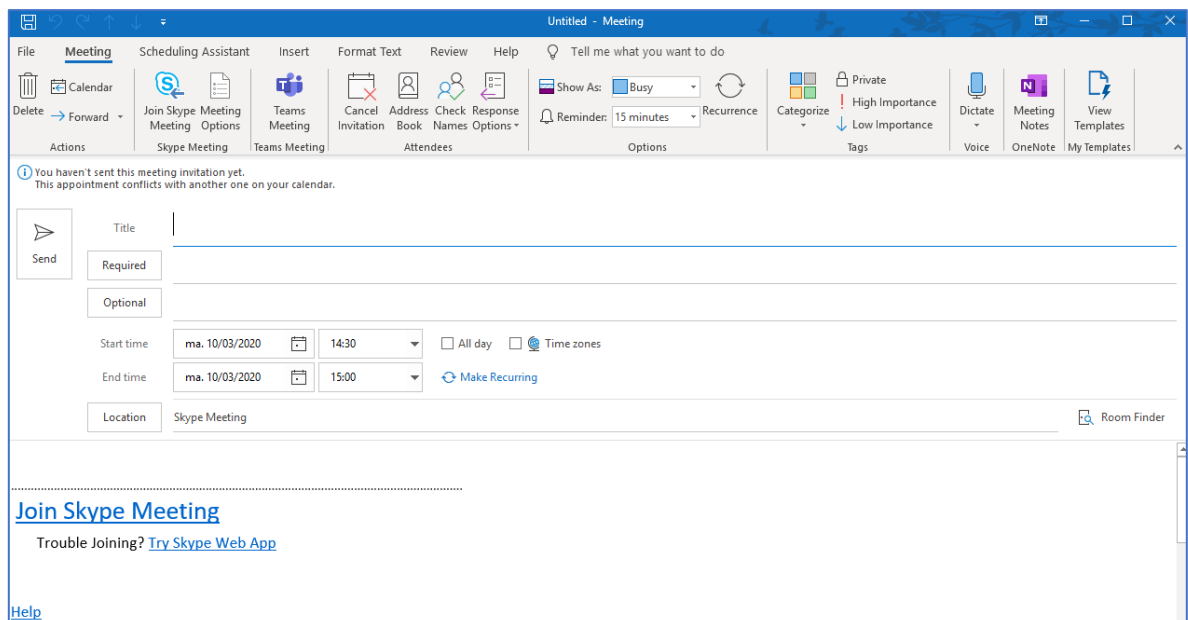 Untitled - Meeting
File Meeting Scheduling Assistant Insert Format Text Review Help Tell me what you want to do
Delete
Calendar
Forward
Actions
Join Skype Meeting
Meeting Options
Skype Meeting
Teams Meeting
Teams Meeting
Cancel Invitation
Address Book
Check Names
Response Options
Attendees
Show As: Busy
Reminder: 15 minutes
Recurrence
Options
Categorize
Private
High Importance
Low Importance
Tags
Dictate
Voice
Meeting Notes
OneNote
View Templates
My Templates
You haven't sent this meeting invitation yet.
This appointment conflicts with another one on your calendar.
Send
Title
Required
Optional
Start time ma. 10/03/2020 14:30 All day Time zones
End time ma. 10/03/2020 15:00 Make Recurring
Location Skype Meeting Room Finder
Join Skype Meeting
Trouble Joining? Try Skype Web App
Help